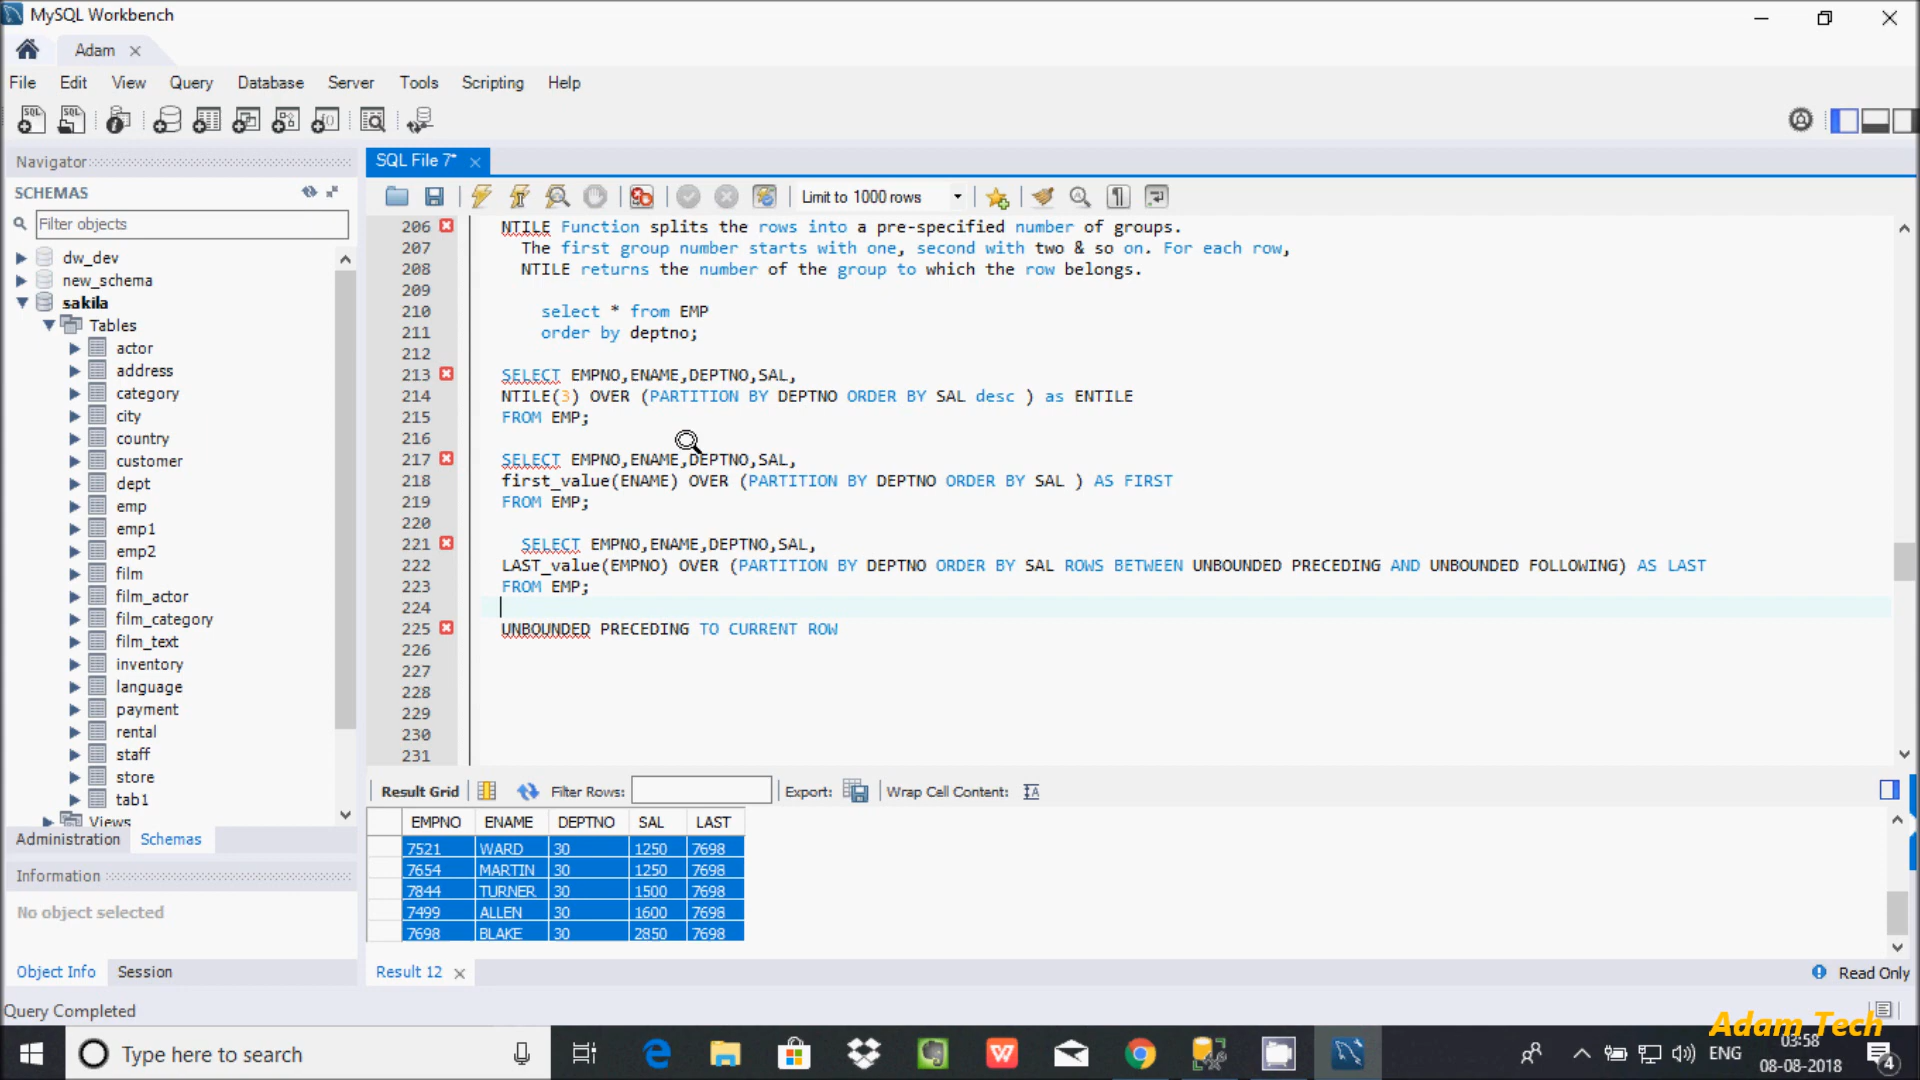 MySQL Workbench
Adam
File Edit View Query Database Server Tools Scripting Help
Navigator
SQL File 7*
SCHEMAS
Limit to 1000 rows
Filter objects
dw_dev
new_schema
sakila
Tables
actor
address
category
city
country
customer
dept
emp
emp1
emp2
film
film_actor
film_category
film_text
inventory
language
payment
rental
staff
store
tab1
Views
Administration Schemas
Information
No object selected
Object Info Session
206 NTILE Function splits the rows into a pre-specified number of groups.
207 The first group number starts with one, second with two & so on. For each row,
208 NTILE returns the number of the group to which the row belongs.
209
210 select * from EMP
211 order by deptno;
212
213 SELECT EMPNO,ENAME,DEPTNO,SAL,
214 NTILE(3) OVER (PARTITION BY DEPTNO ORDER BY SAL desc ) as ENTILE
215 FROM EMP;
216
217 SELECT EMPNO,ENAME,DEPTNO,SAL,
218 first_value(ENAME) OVER (PARTITION BY DEPTNO ORDER BY SAL ) AS FIRST
219 FROM EMP;
220
221 SELECT EMPNO,ENAME,DEPTNO,SAL,
222 LAST_value(EMPNO) OVER (PARTITION BY DEPTNO ORDER BY SAL ROWS BETWEEN UNBOUNDED PRECEDING AND UNBOUNDED FOLLOWING) AS LAST
223 FROM EMP;
224
225 UNBOUNDED PRECEDING TO CURRENT ROW
226
227
228
229
230
231
Result Grid Filter Rows: Export: Wrap Cell Content:
EMPNO ENAME DEPTNO SAL LAST
7521 WARD 30 1250 7698
7654 MARTIN 30 1250 7698
7844 TURNER 30 1500 7698
7499 ALLEN 30 1600 7698
7698 BLAKE 30 2850 7698
Result 12
Read Only
Query Completed
Adam Tech
Type here to search
ENG
03:58
08-08-2018
4